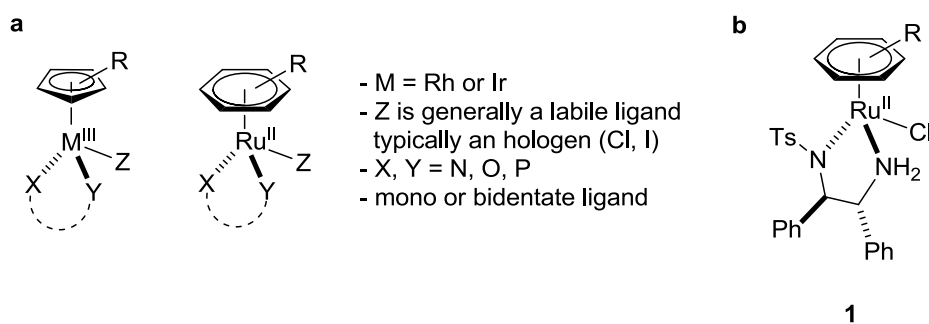 a
b
R
M^III
X
Y
Z
R
Ru^II
X
Y
Z
- M = Rh or Ir
- Z is generally a labile ligand
typically an hologen (Cl, I)
- X, Y = N, O, P
- mono or bidentate ligand
R
Ru^II
Cl
Ts
N
NH₂
Ph
Ph
1